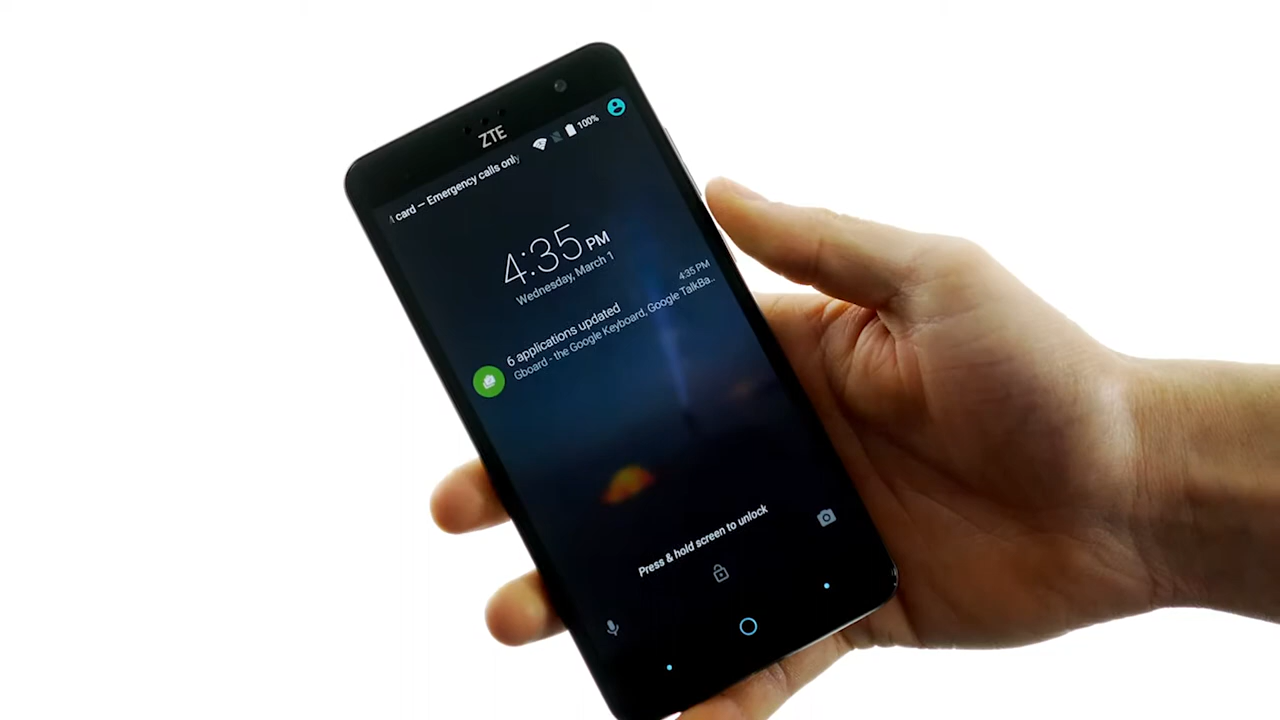 ZTE
100%
card – Emergency calls only
4:35 PM
Wednesday, March 1
4:35 PM
6 applications updated
Gboard - the Google Keyboard, Google TalkBa..
Press & hold screen to unlock